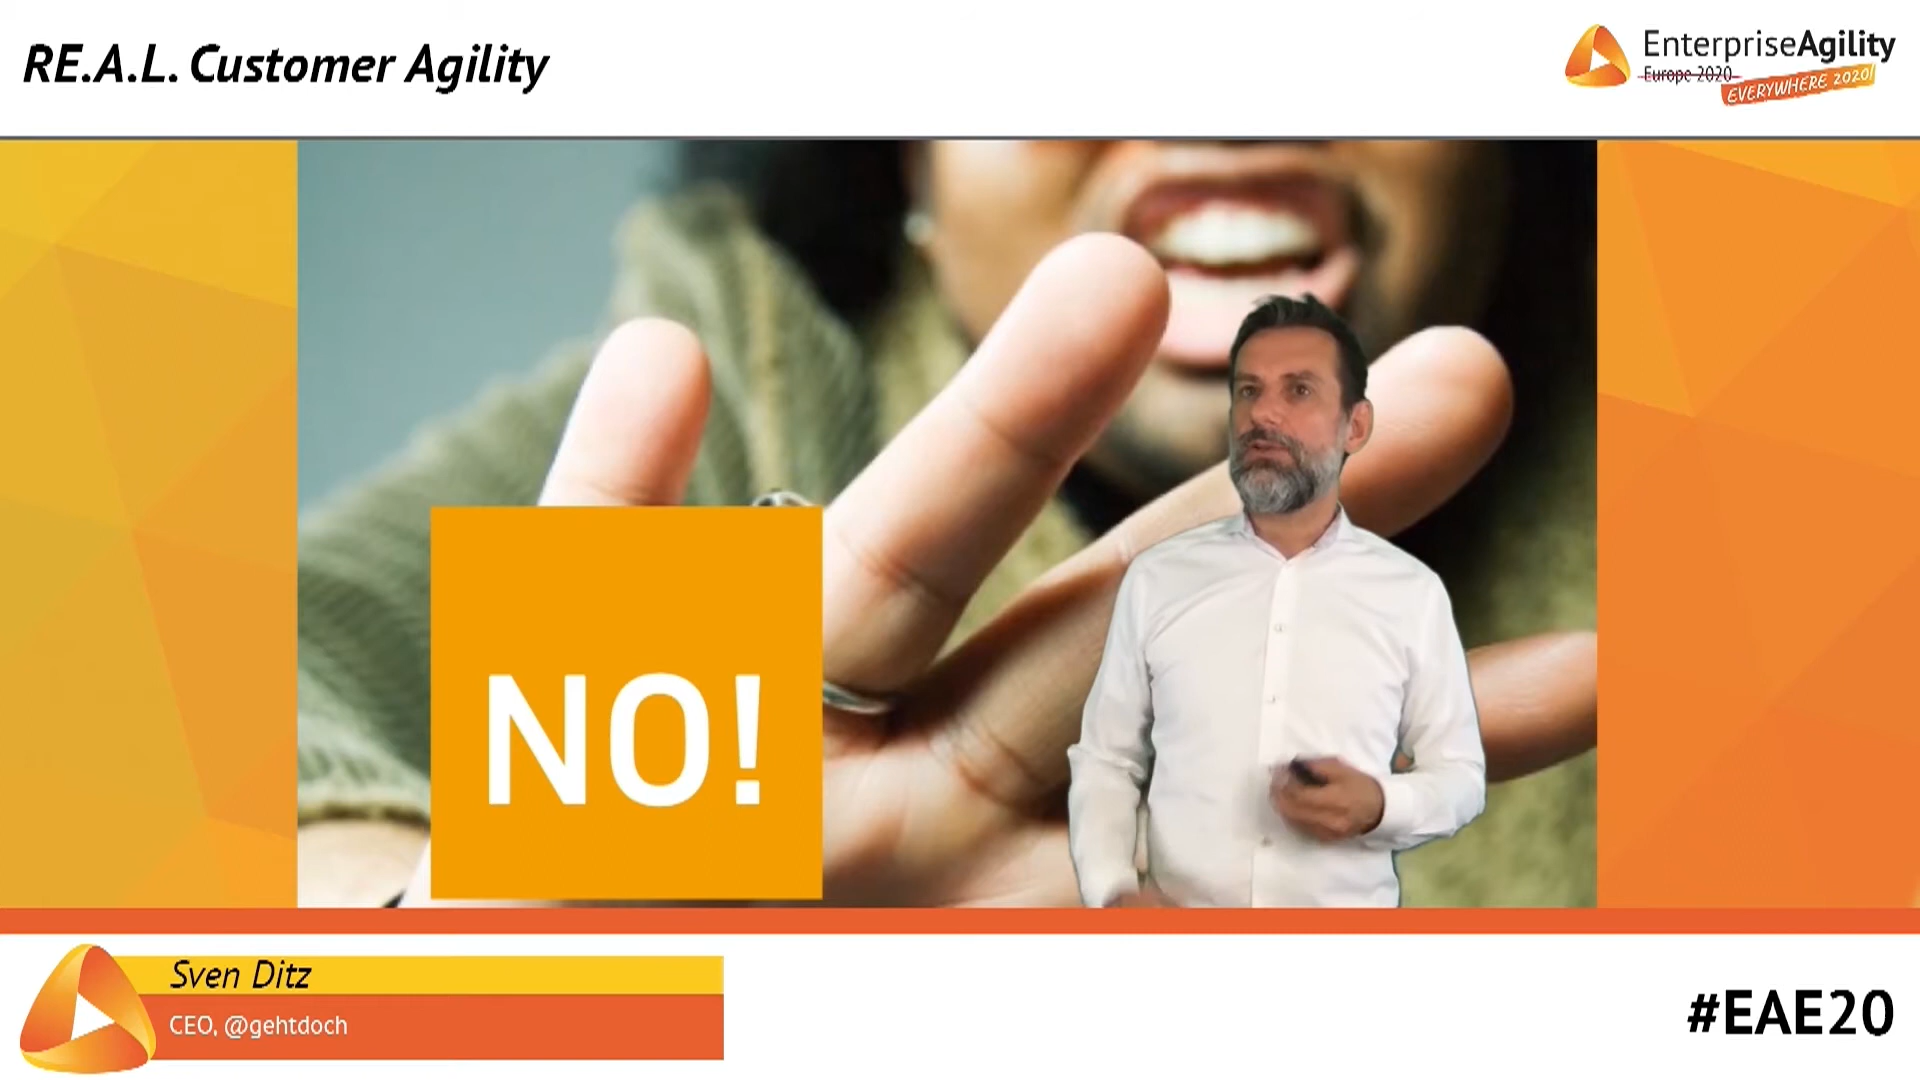 RE.A.L. Customer Agility
EnterpriseAgility
Europe 2020
EVERYWHERE 2020!
NO!
Sven Ditz
CEO, @gehtdoch
#EAE20